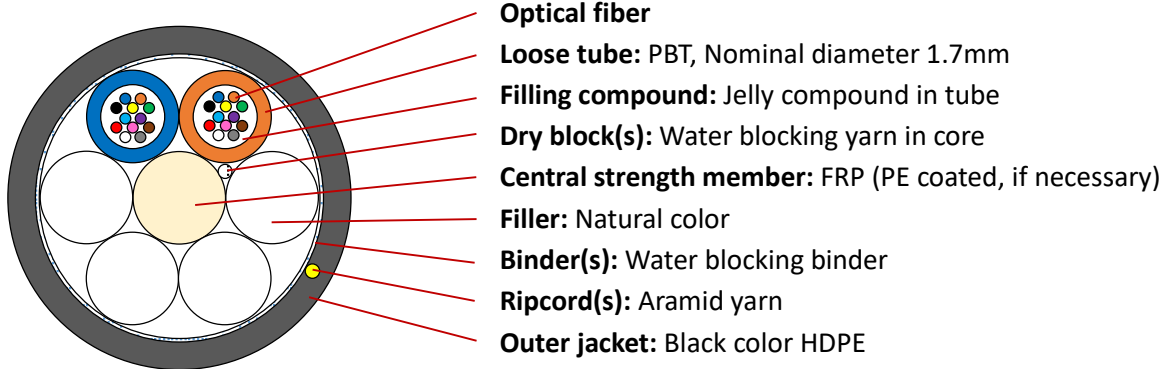 Optical fiber
Loose tube: PBT, Nominal diameter 1.7mm
Filling compound: Jelly compound in tube
Dry block(s): Water blocking yarn in core
Central strength member: FRP (PE coated, if necessary)
Filler: Natural color
Binder(s): Water blocking binder
Ripcord(s): Aramid yarn
Outer jacket: Black color HDPE